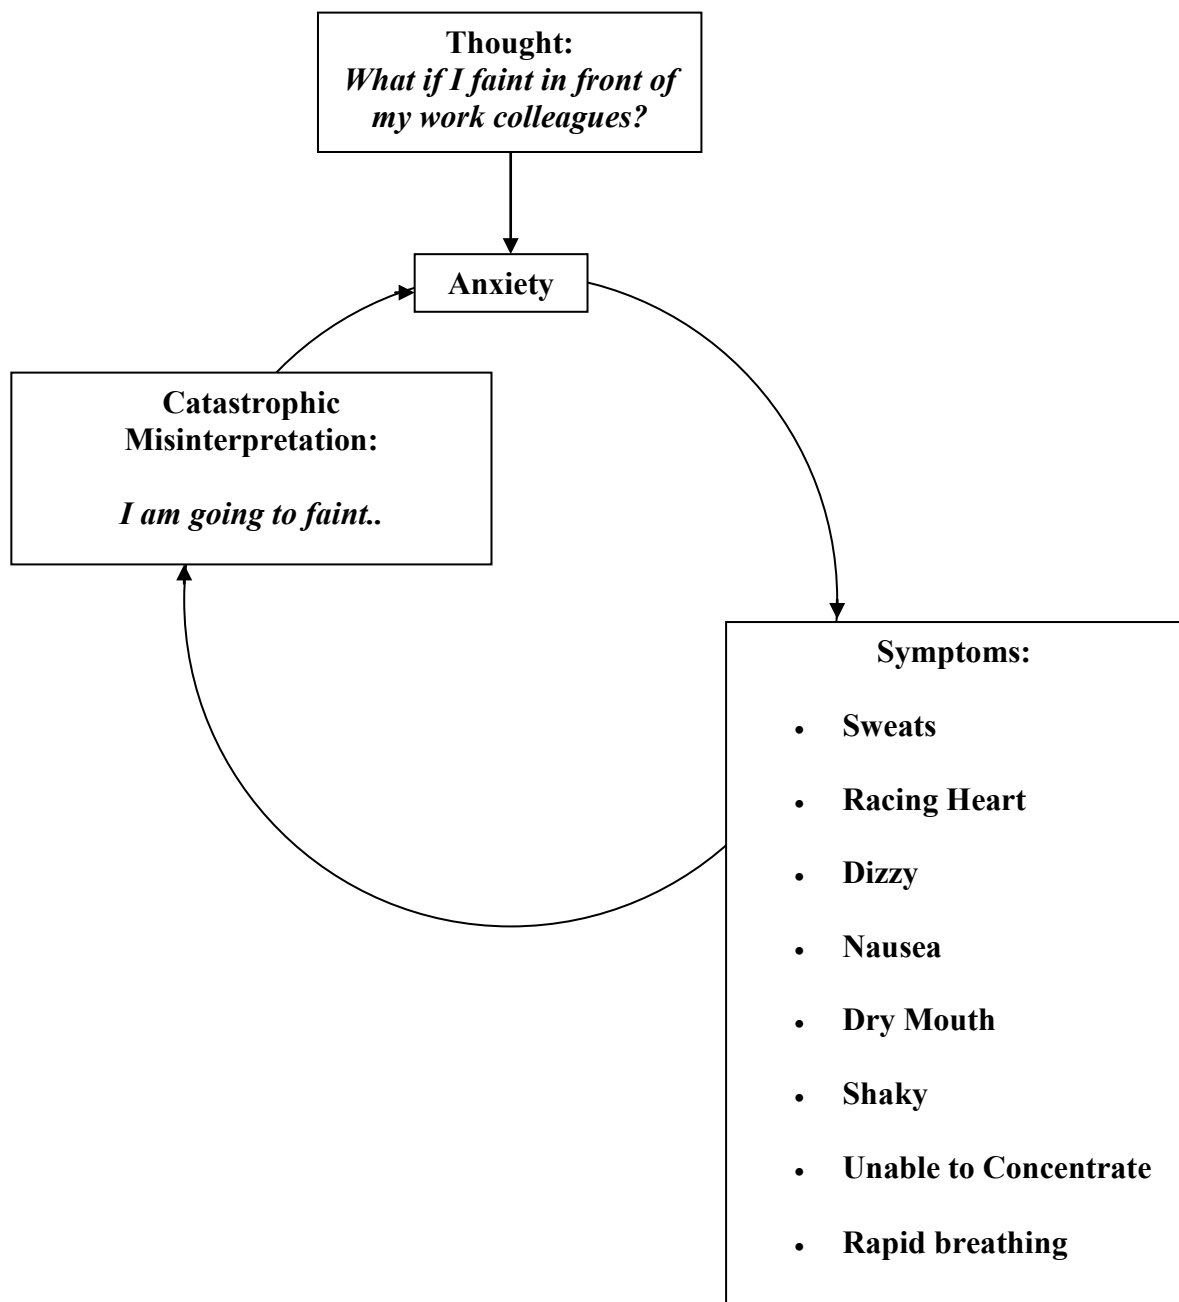 Thought:
What if I faint in front of
my work colleagues?
Anxiety
Catastrophic
Misinterpretation:
I am going to faint..
Symptoms:
• Sweats
• Racing Heart
• Dizzy
• Nausea
• Dry Mouth
• Shaky
• Unable to Concentrate
• Rapid breathing